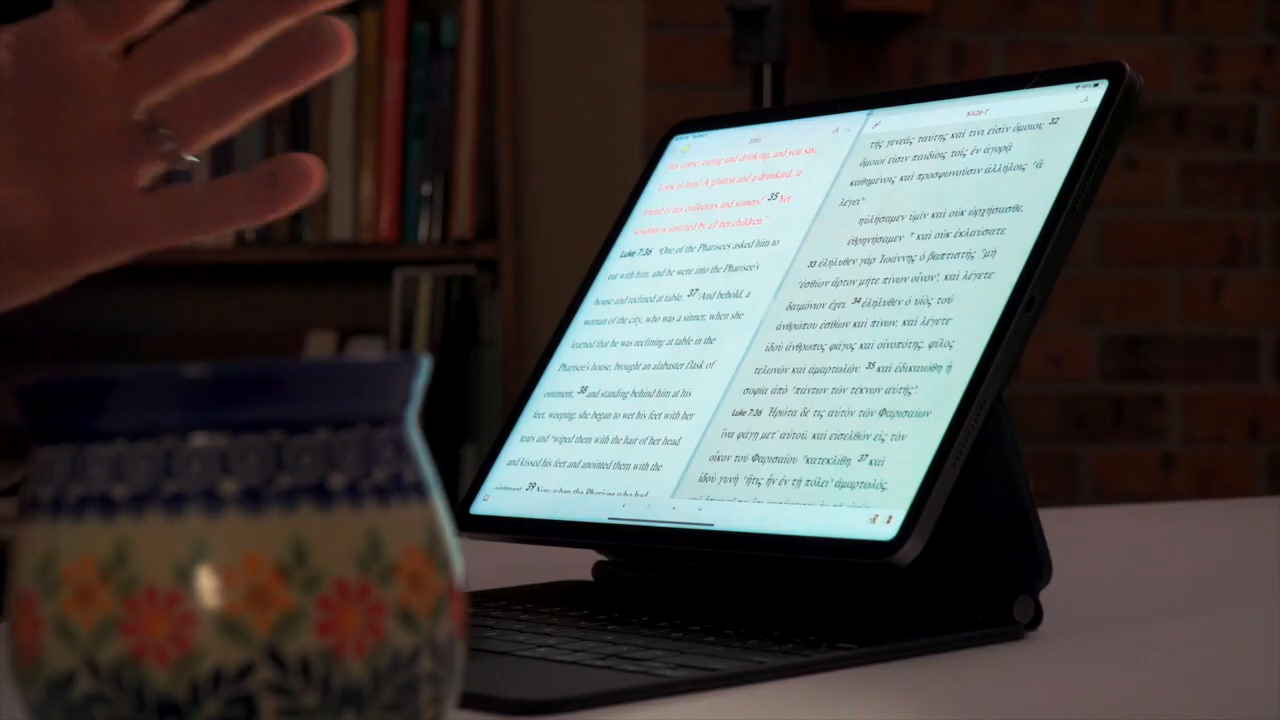 has come eating and drinking, and you say,
'Look at him! A glutton and a drunkard, a
friend of tax collectors and sinners!' 35 Yet
wisdom is justified by all her children."
Luke 7:36 One of the Pharisees asked him to
eat with him, and he went into the Pharisee's
house and reclined at table. 37 And behold, a
woman of the city, who was a sinner, when she
learned that he was reclining at table in the
Pharisee's house, brought an alabaster flask of
ointment, 38 and standing behind him at his
feet, weeping, she began to wet his feet with her
tears and wiped them with the hair of her head
and kissed his feet and anointed them with the
ointment. 39 Now when the Pharisee who had
NA28-T
τῆς γενεᾶς ταύτης καὶ τίνι εἰσὶν ὅμοιοι; 32
ὅμοιοί εἰσιν παιδίοις τοῖς ἐν ἀγορᾷ
καθημένοις καὶ προσφωνοῦσιν ἀλλήλοις ⸂ἃ
λέγει⸃·
ηὐλήσαμεν ὑμῖν καὶ οὐκ ὠρχήσασθε,
ἐθρηνήσαμεν ⸆ καὶ οὐκ ἐκλαύσατε.
33 ἐλήλυθεν γὰρ Ἰωάννης ὁ βαπτιστὴς ⸀μὴ
⸂ἐσθίων ἄρτον μήτε πίνων οἶνον⸃, καὶ λέγετε·
δαιμόνιον ἔχει. 34 ἐλήλυθεν ὁ υἱὸς τοῦ
ἀνθρώπου ἐσθίων καὶ πίνων, καὶ λέγετε·
ἰδοὺ ἄνθρωπος φάγος καὶ οἰνοπότης, φίλος
τελωνῶν καὶ ἁμαρτωλῶν. 35 καὶ ἐδικαιώθη ἡ
σοφία ἀπὸ ⸂πάντων τῶν τέκνων αὐτῆς⸃.
Luke 7:36 Ἠρώτα δέ τις αὐτὸν τῶν Φαρισαίων
ἵνα φάγῃ μετ᾽ αὐτοῦ, καὶ εἰσελθὼν εἰς τὸν
οἶκον τοῦ Φαρισαίου ⸀κατεκλίθη. 37 καὶ
ἰδοὺ γυνὴ ⸂ἥτις ἦν ἐν τῇ πόλει⸃ ἁμαρτωλός,